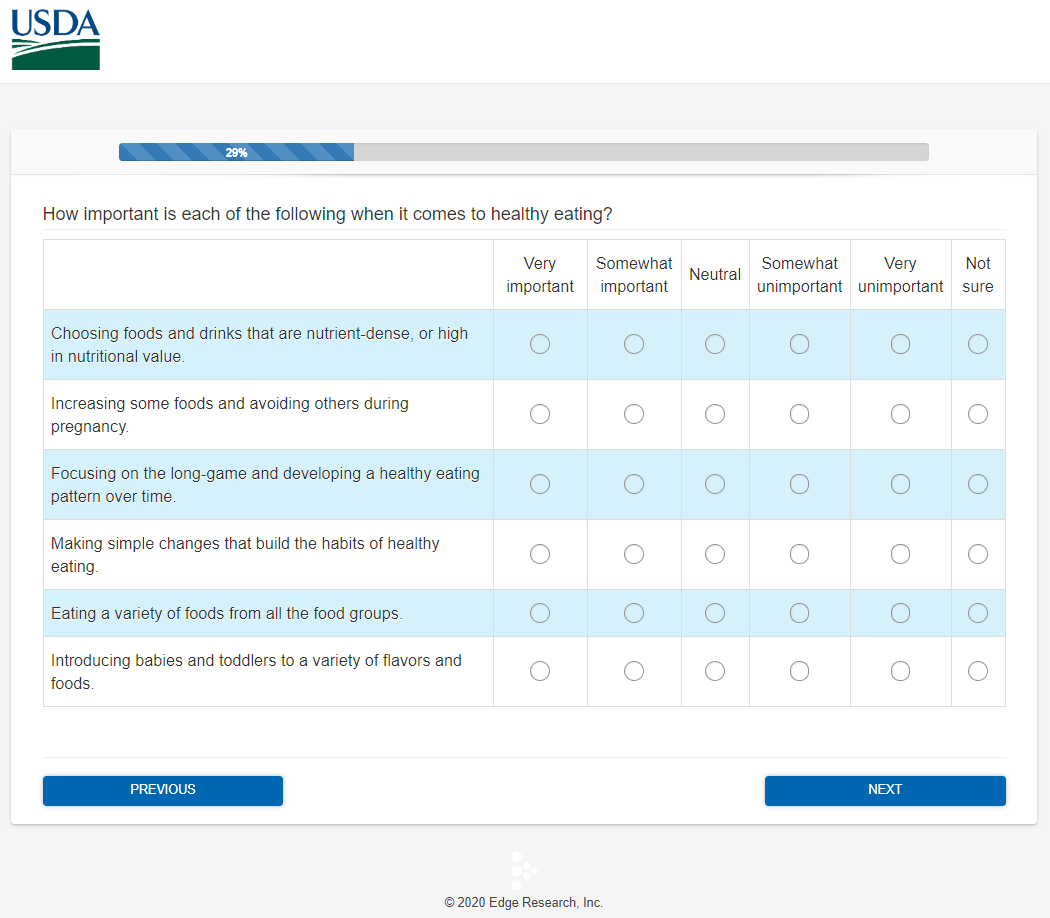 USDA
29%
How important is each of the following when it comes to healthy eating?
Very
important
Somewhat
important
Neutral
Somewhat
unimportant
Very
unimportant
Not
sure
Choosing foods and drinks that are nutrient-dense, or high
in nutritional value.
Increasing some foods and avoiding others during
pregnancy.
Focusing on the long-game and developing a healthy eating
pattern over time.
Making simple changes that build the habits of healthy
eating.
Eating a variety of foods from all the food groups.
Introducing babies and toddlers to a variety of flavors and
foods.
PREVIOUS
NEXT
© 2020 Edge Research, Inc.